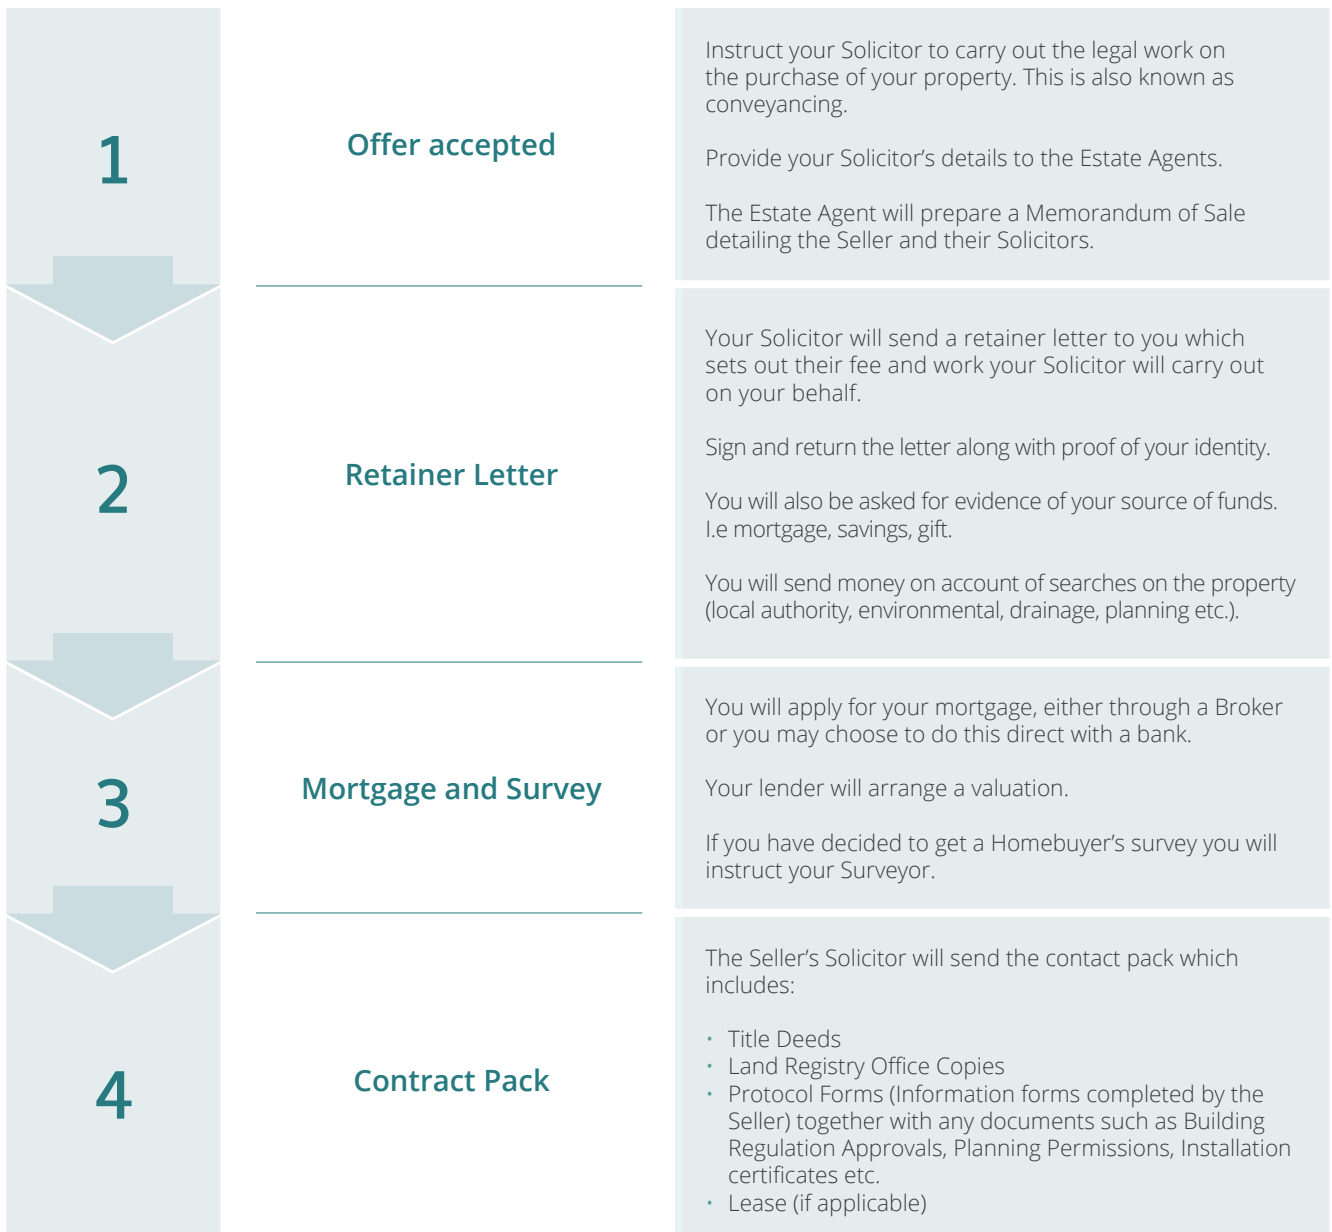 1
Offer accepted
Instruct your Solicitor to carry out the legal work on
the purchase of your property. This is also known as
conveyancing.
Provide your Solicitor’s details to the Estate Agents.
The Estate Agent will prepare a Memorandum of Sale
detailing the Seller and their Solicitors.
2
Retainer Letter
Your Solicitor will send a retainer letter to you which
sets out their fee and work your Solicitor will carry out
on your behalf.
Sign and return the letter along with proof of your identity.
You will also be asked for evidence of your source of funds.
I.e mortgage, savings, gift.
You will send money on account of searches on the property
(local authority, environmental, drainage, planning etc.).
3
Mortgage and Survey
You will apply for your mortgage, either through a Broker
or you may choose to do this direct with a bank.
Your lender will arrange a valuation.
If you have decided to get a Homebuyer’s survey you will
instruct your Surveyor.
4
Contract Pack
The Seller’s Solicitor will send the contact pack which
includes:
• Title Deeds
• Land Registry Office Copies
• Protocol Forms (Information forms completed by the
Seller) together with any documents such as Building
Regulation Approvals, Planning Permissions, Installation
certificates etc.
• Lease (if applicable)